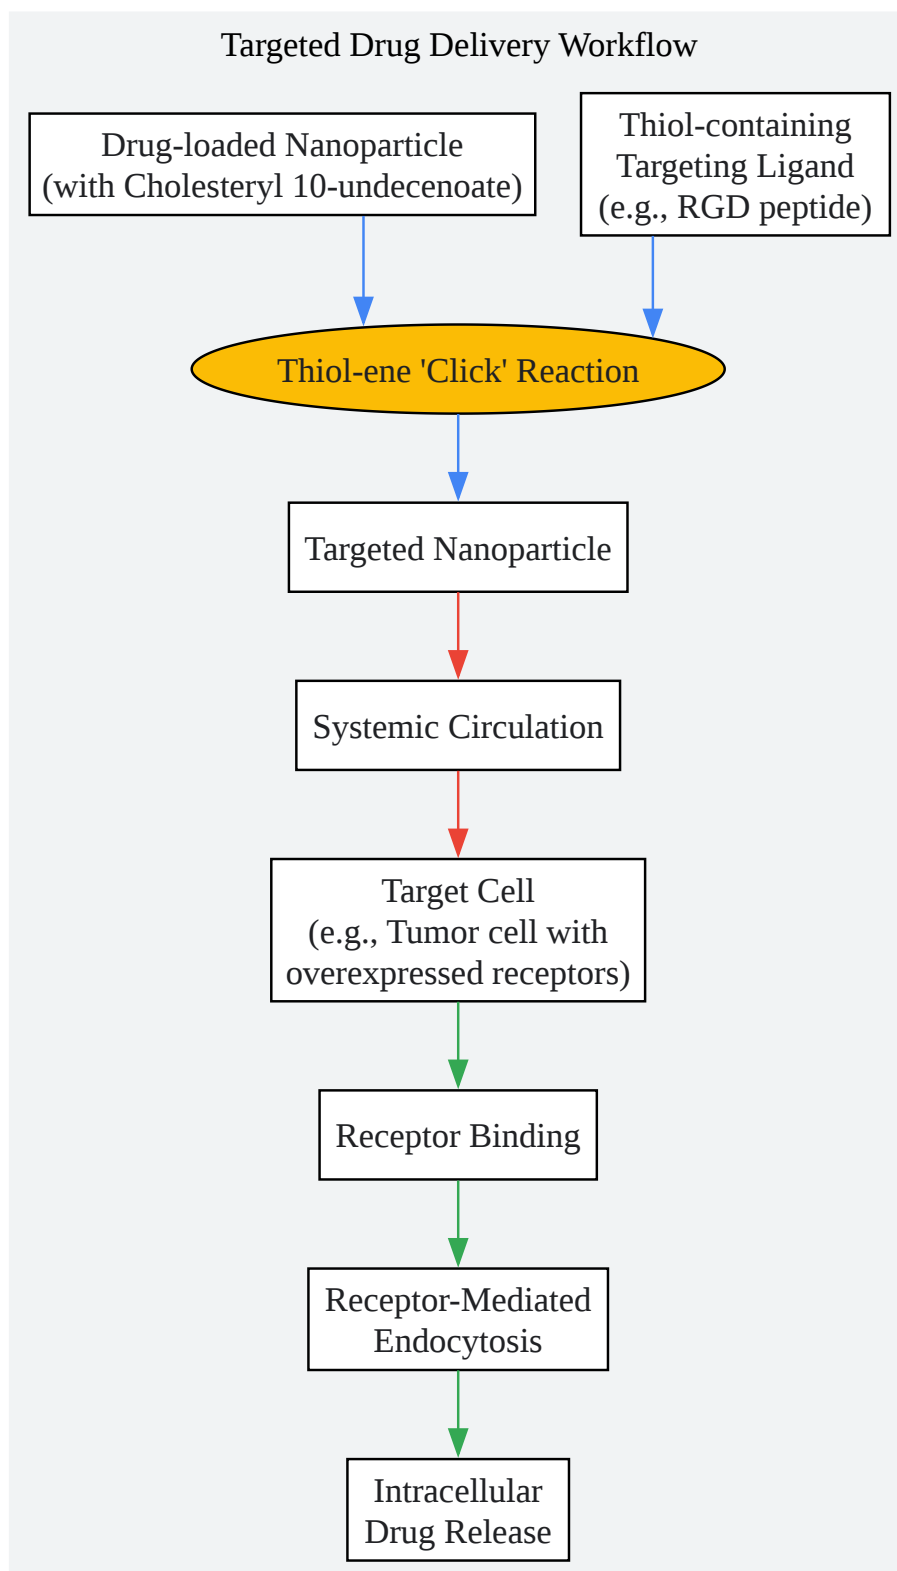 Targeted Drug Delivery Workflow
Drug-loaded Nanoparticle
(with Cholesteryl 10-undecenoate)
Thiol-containing
Targeting Ligand
(e.g., RGD peptide)
Thiol-ene 'Click' Reaction
Targeted Nanoparticle
Systemic Circulation
Target Cell
(e.g., Tumor cell with
overexpressed receptors)
Receptor Binding
Receptor-Mediated
Endocytosis
Intracellular
Drug Release